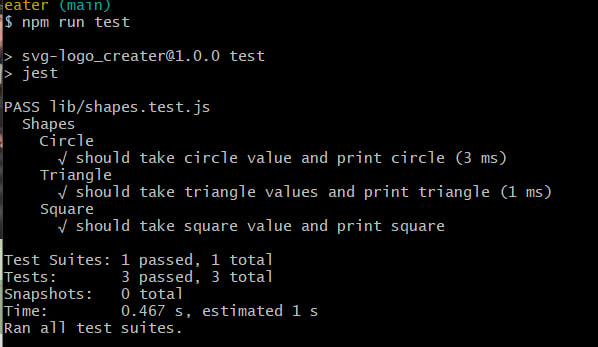 eater (main)
$ npm run test
> svg-logo_creater@1.0.0 test
> jest
PASS lib/shapes.test.js
Shapes
Circle
√ should take circle value and print circle (3 ms)
Triangle
√ should take triangle values and print triangle (1 ms)
Square
√ should take square value and print square
Test Suites: 1 passed, 1 total
Tests: 3 passed, 3 total
Snapshots: 0 total
Time: 0.467 s, estimated 1 s
Ran all test suites.